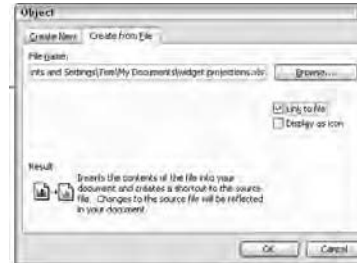 Object
Create New Create from File
File name:
nts and Settings\ \My Documents\widget projections.xls
Browse...
Link to file
Display as icon
Result
Inserts the contents of the file into your
document and creates a shortcut to the source
file. Changes to the source file will be reflected
in your document.
OK Cancel